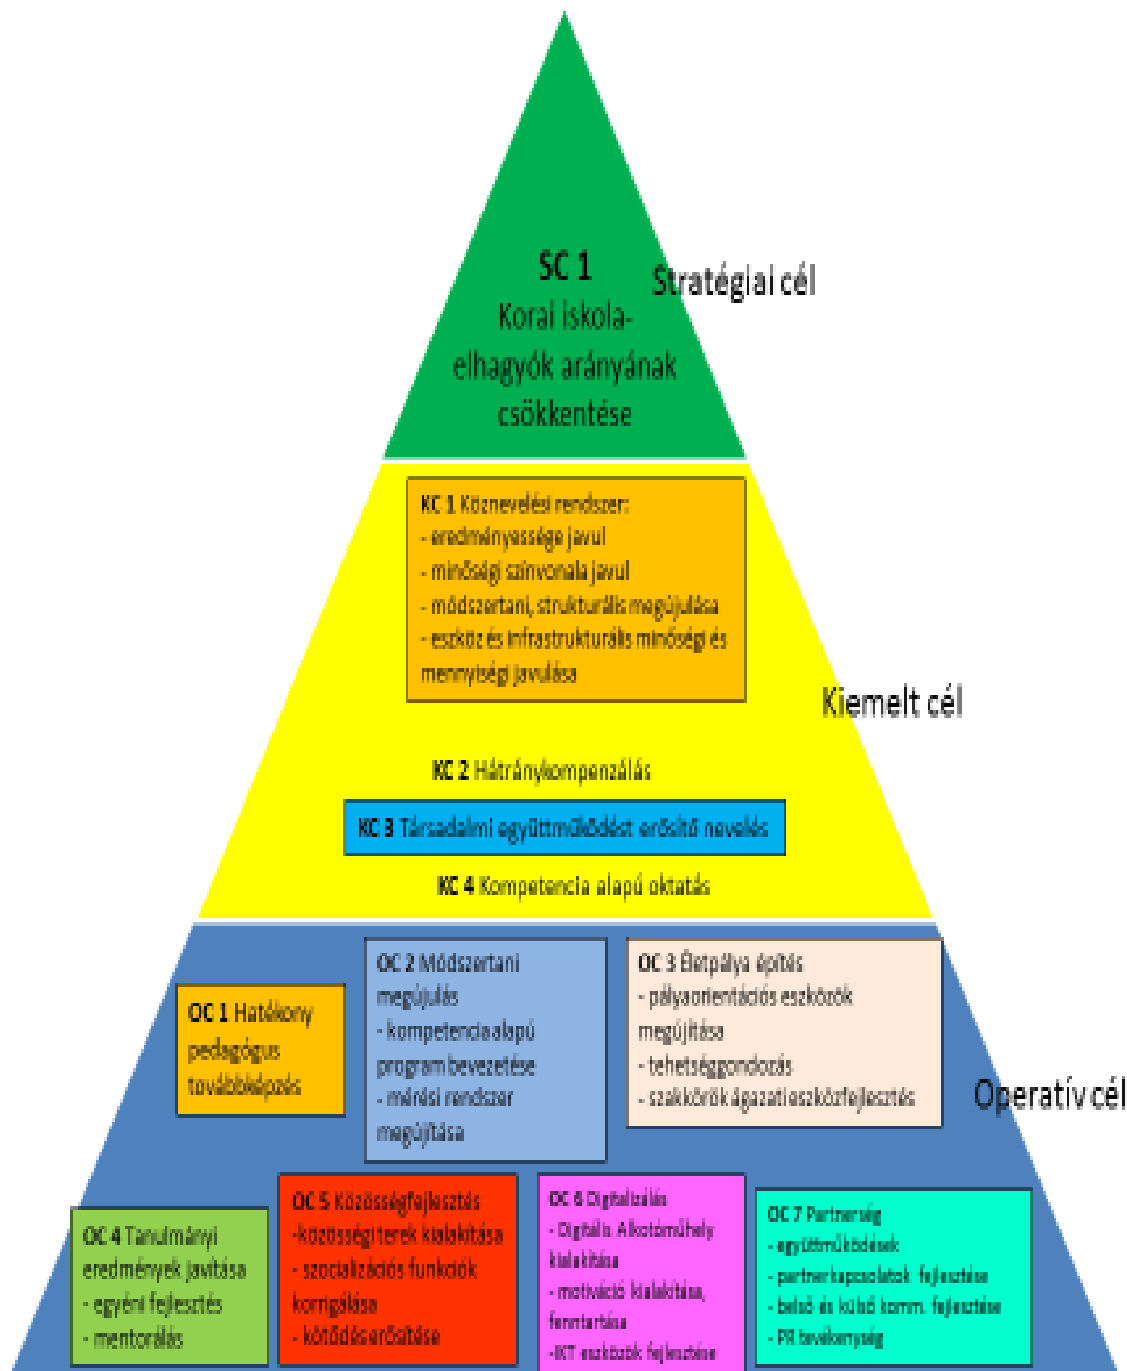 SC 1
Korai iskola-
elhagyók arányának
csökkentése
Stratégiai cél
KC 1 Köznevelési rendszer:
- eredményessége javul
- minőségi színvonala javul
- módszertani, strukturális megújulása
- eszköz és infrastrukturális minőségi és
mennyiségi javulása
Kiemelt cél
KC 2 Hátránykompenzálás
KC 3 Társadalmi együttműködést erősítő nevelés
KC 4 Kompetencia alapú oktatás
OC 1 Hatékony
pedagógus
továbbképzés
OC 2 Módszertani
megújulás
- kompetencia alapú
program bevezetése
- mérési rendszer
megújítása
OC 3 Életpálya építés
- pályaorientációs eszközök
megújítása
- tehetséggondozás
- szakkörök ágazati eszközfejlesztés
Operatív cél
OC 4 Tanulmányi
eredmények javítása
- egyéni fejlesztés
- mentorálás
OC 5 Közösségfejlesztés
-közösségi terek kialakítása
- szocializációs funkciók
korrigálása
- kötődés erősítése
OC 6 Digitalizálás
- Digitális Alkotóműhely
kialakítása
- motiváció kialakítása,
fenntartása
-IKT eszközök fejlesztése
OC 7 Partnerség
- együttműködések
- partnerkapcsolatok fejlesztése
- belső és külső komm. fejlesztése
- PR tevékenység